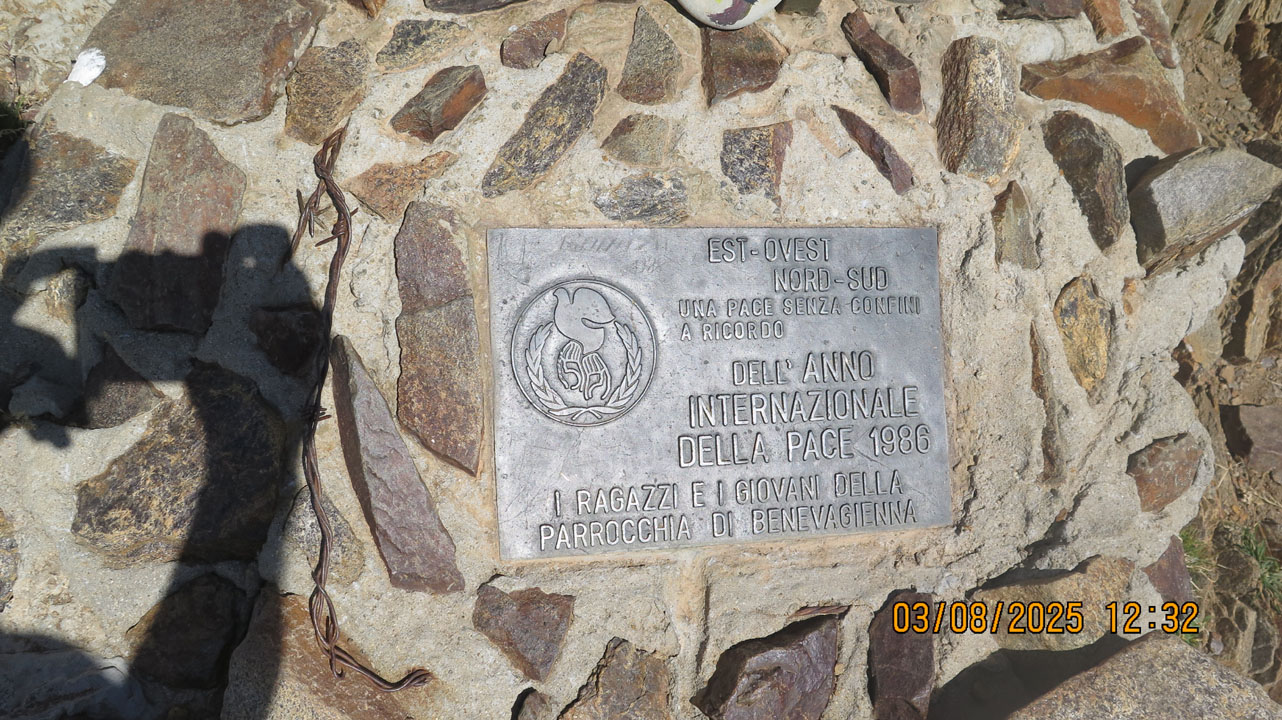 EST-OVEST
NORD-SUD
UNA PACE SENZA CONFINI
A RICORDO
DELL'ANNO
INTERNAZIONALE
DELLA PACE 1986
I RAGAZZI E I GIOVANI DELLA
PARROCCHIA DI BENEVAGIENNA
03/08/2025 12:32